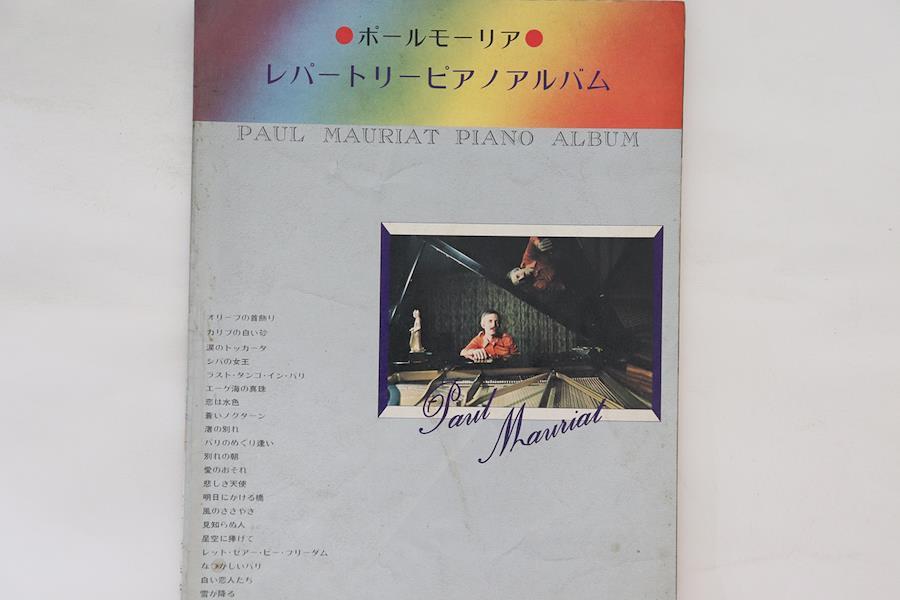 ●ポールモーリア●
レパートリーピアノアルバム
PAUL MAURIAT PIANO ALBUM
Paul Mauriat
オリーブの首飾り
カリブの白い砂
涙のトッカータ
シバの女王
ラスト・タンゴ・イン・パリ
エーゲ海の真珠
恋は水色
蒼いノクターン
渚の別れ
パリのめぐり逢い
別れの朝
愛のおそれ
悲しき天使
明日にかける橋
風のささやき
見知らぬ人
星空に捧げて
レット・ゼアー・ビー・フリーダム
なつかしいパリ
白い恋人たち
雪が降る